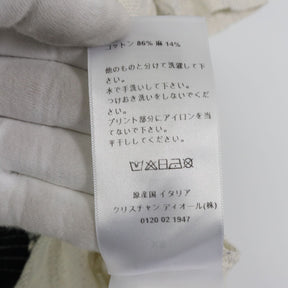 コットン 86% 麻 14%
他のものと分けて洗濯して下
さい。
水で手洗いして下さい。
つけおき洗いをしないでくだ
さい。
プリント部分にアイロンを当
てないで下さい。
平干ししてください。
原産国 イタリア
クリスチャン ディオール(株)
0120 02 1947